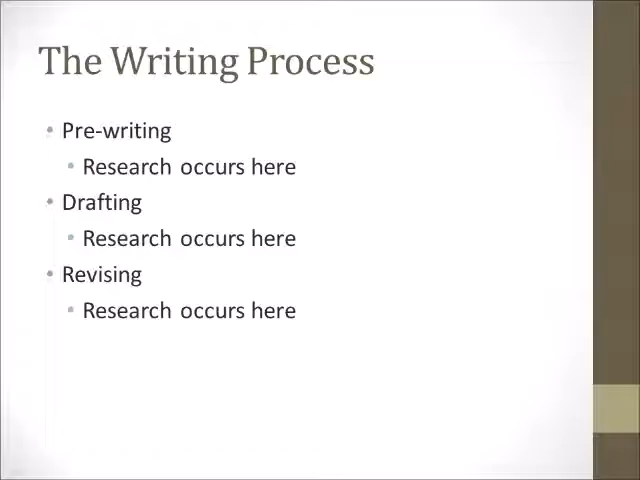 The Writing Process
• Pre-writing
• Research occurs here
• Drafting
• Research occurs here
• Revising
• Research occurs here